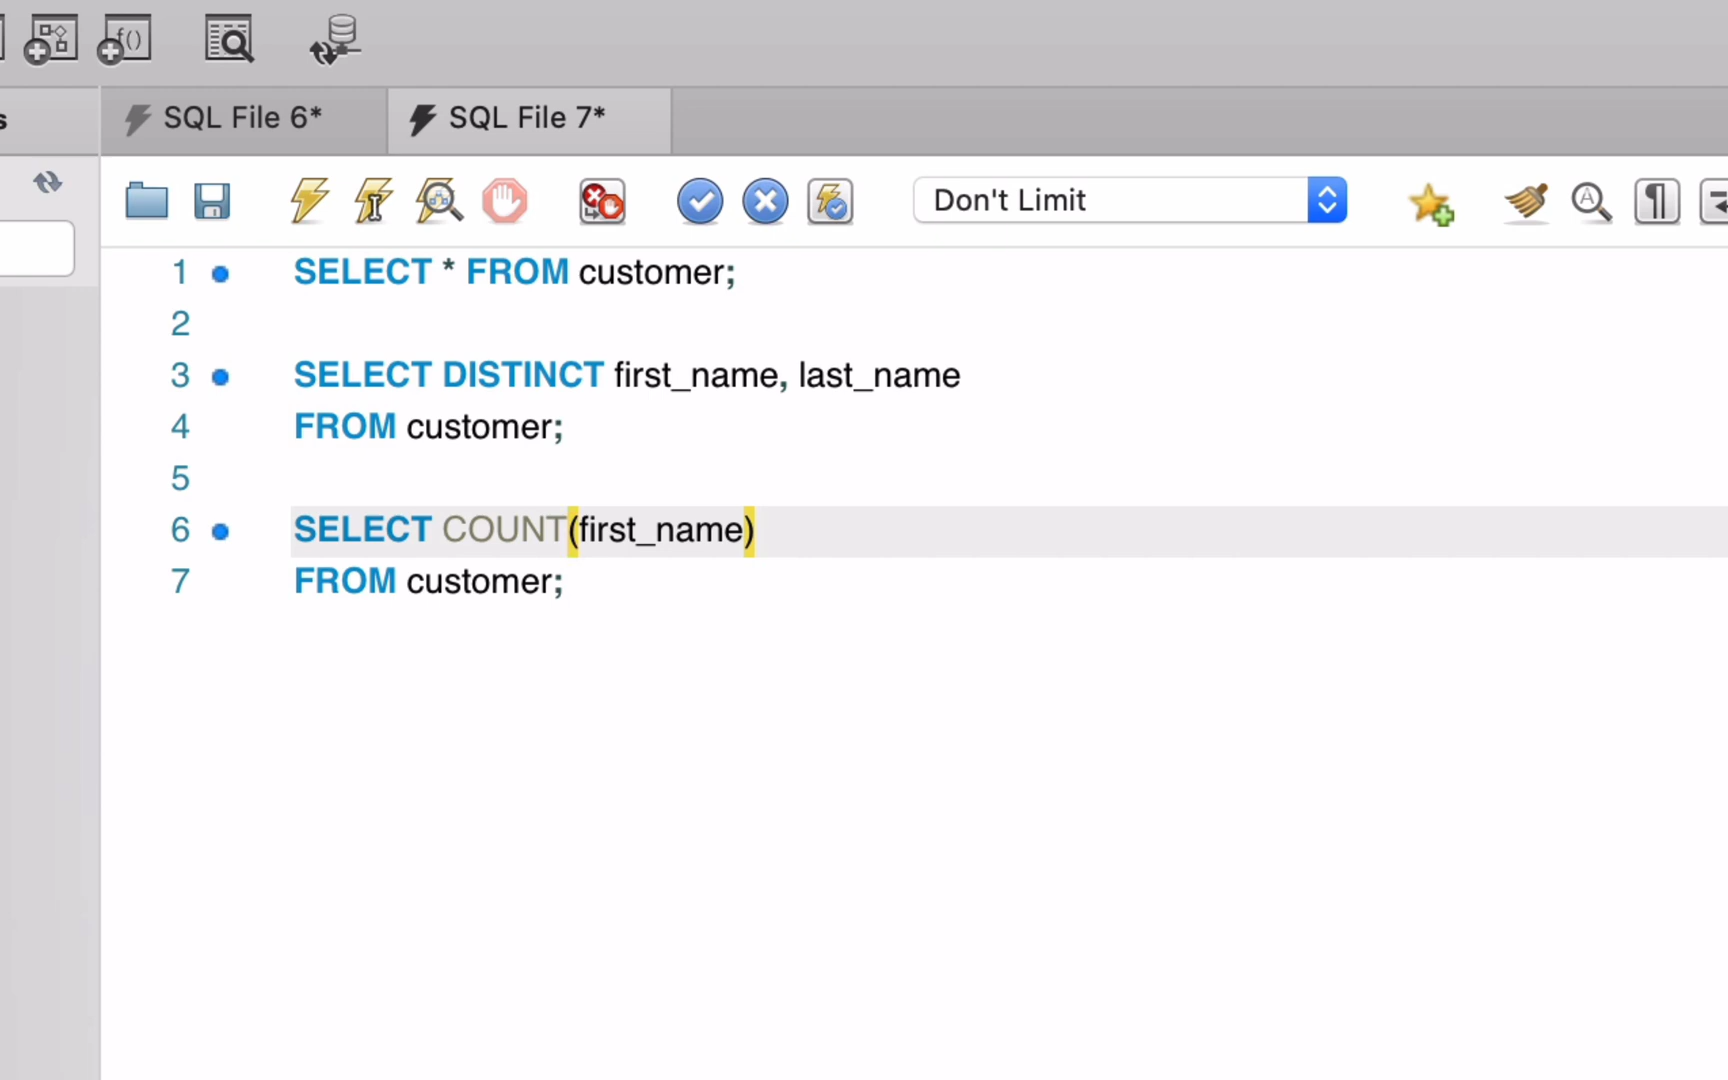 f()
SQL File 6*
SQL File 7*
s
Don't Limit
1 SELECT * FROM customer;
2
3 SELECT DISTINCT first_name, last_name
4 FROM customer;
5
6 SELECT COUNT(first_name)
7 FROM customer;